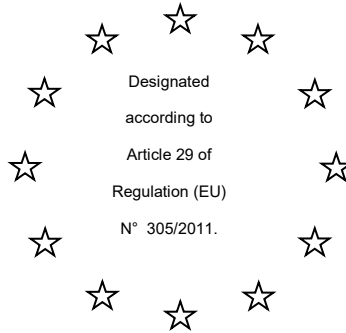 Designated
according to
Article 29 of
Regulation (EU)
N° 305/2011.